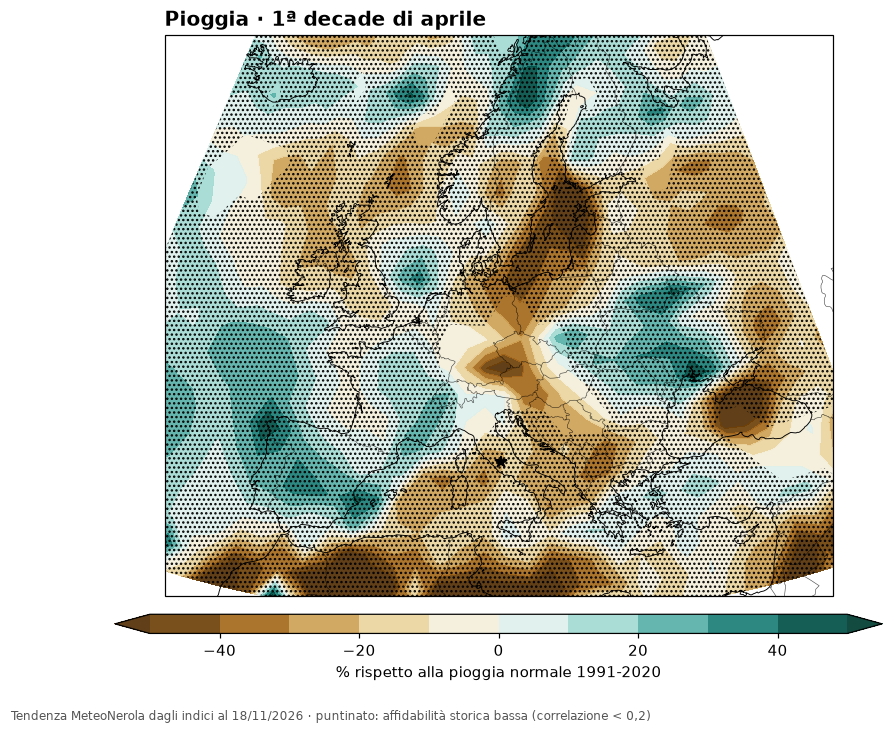 Pioggia · 1ª decade di aprile
−40 −20 0 20 40
% rispetto alla pioggia normale 1991-2020
Tendenza MeteoNerola dagli indici al 18/11/2026 · puntinato: affidabilità storica bassa (correlazione < 0,2)